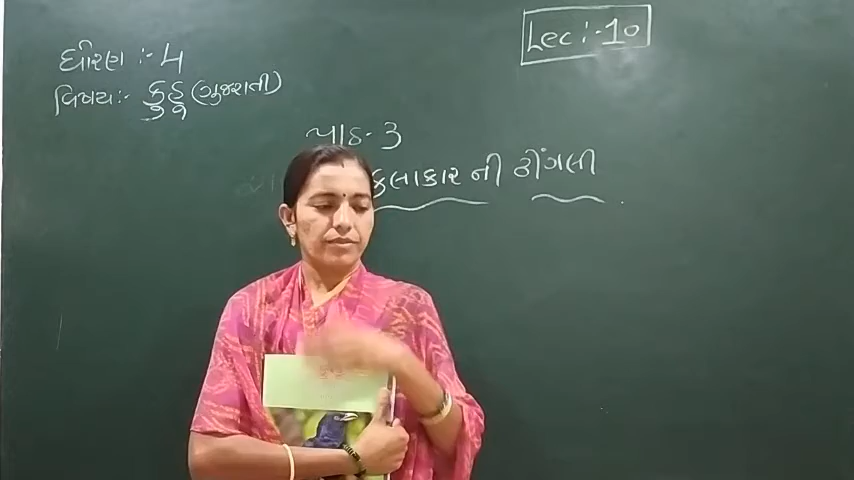 Lec :- 10
ધોરણ :- 4
વિષય :- કુહૂ (ગુજરાતી)
પાઠ - 3
કલાકાર ની ઢીંગલી